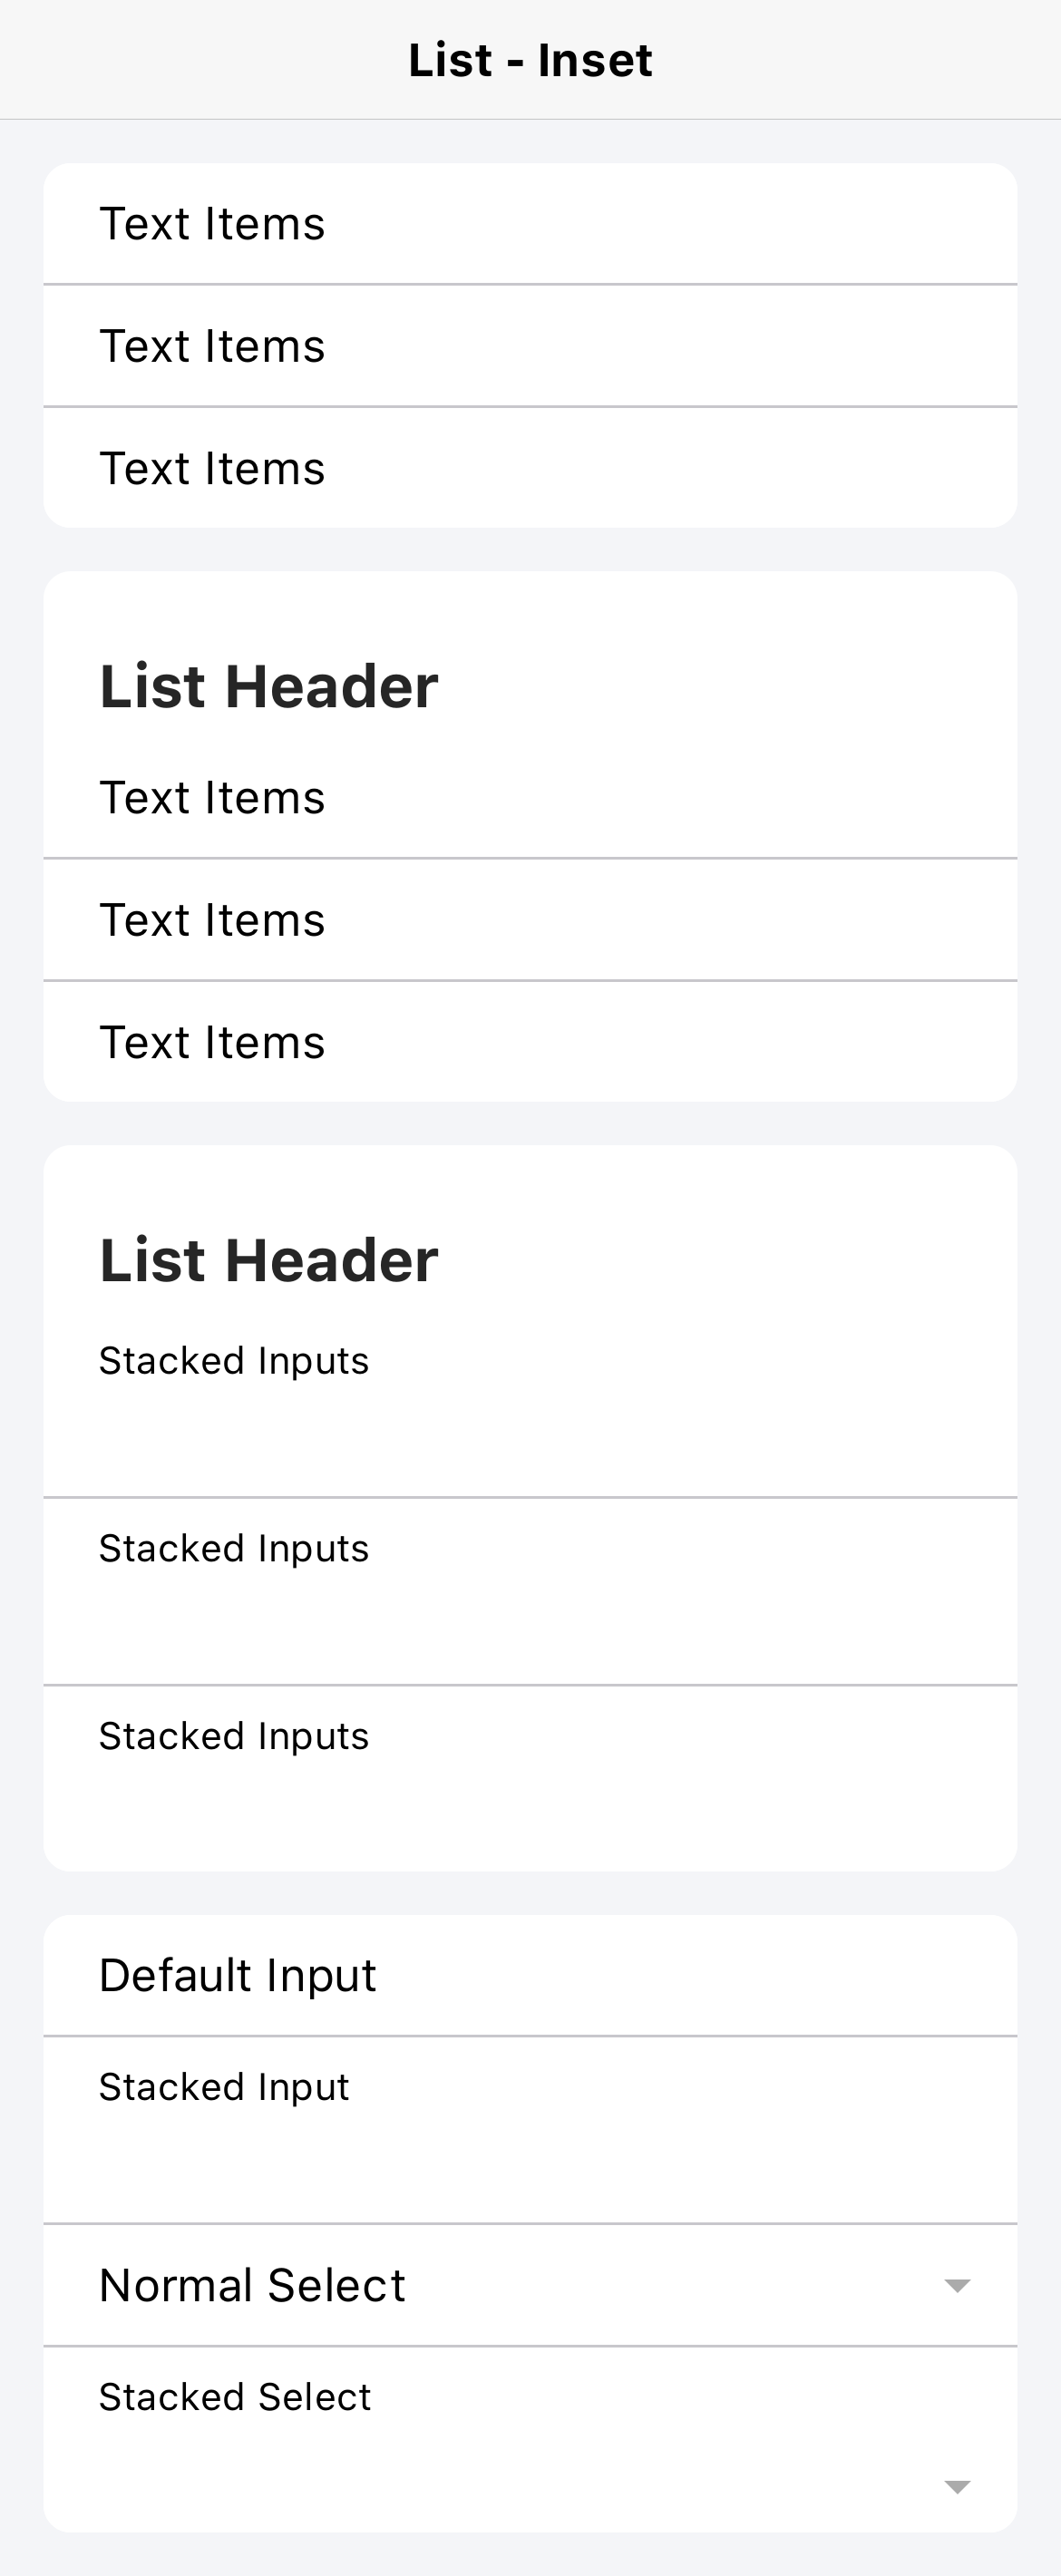 List - Inset
Text Items
Text Items
Text Items
List Header
Text Items
Text Items
Text Items
List Header
Stacked Inputs
Stacked Inputs
Stacked Inputs
Default Input
Stacked Input
Normal Select
Stacked Select